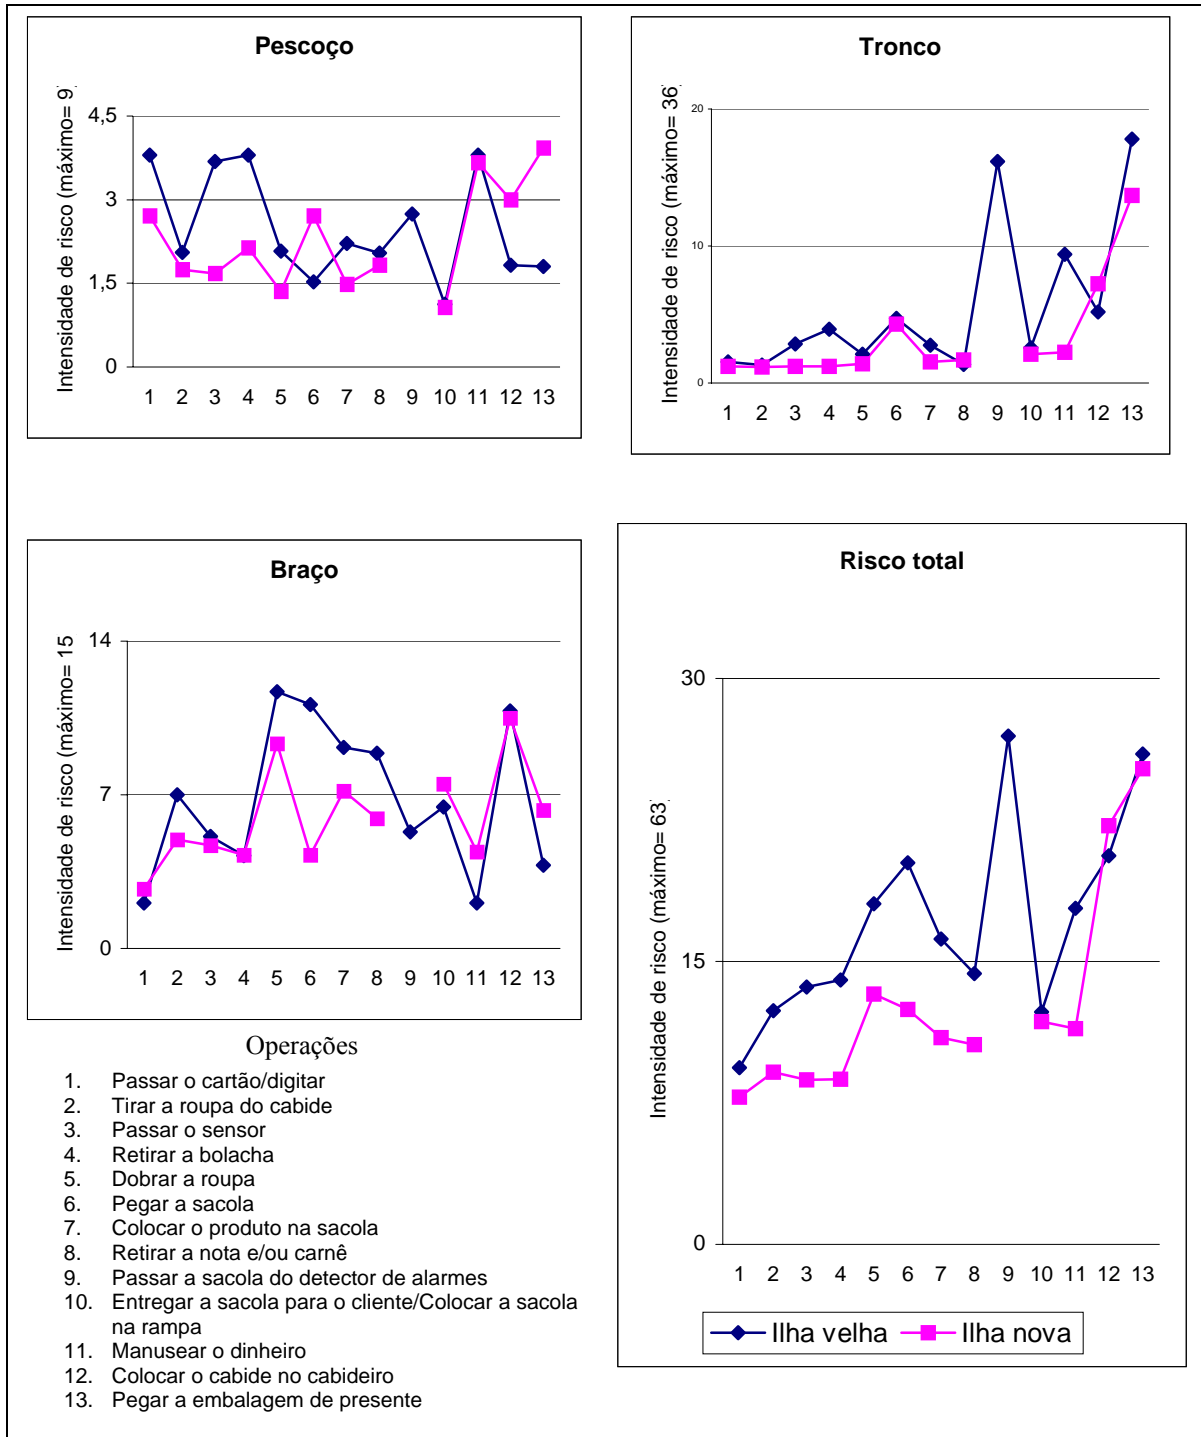 Pescoço
Intensidade de risco (máximo= 9)
4,5
3
1,5
0
1 2 3 4 5 6 7 8 9 10 11 12 13
Tronco
Intensidade de risco (máximo= 36)
20
10
0
1 2 3 4 5 6 7 8 9 10 11 12 13
Braço
Intensidade de risco (máximo= 15
14
7
0
1 2 3 4 5 6 7 8 9 10 11 12 13
Risco total
Intensidade de risco (máximo= 63)
30
15
0
1 2 3 4 5 6 7 8 9 10 11 12 13
Ilha velha Ilha nova
Operações
1. Passar o cartão/digitar
2. Tirar a roupa do cabide
3. Passar o sensor
4. Retirar a bolacha
5. Dobrar a roupa
6. Pegar a sacola
7. Colocar o produto na sacola
8. Retirar a nota e/ou carnê
9. Passar a sacola do detector de alarmes
10. Entregar a sacola para o cliente/Colocar a sacola
na rampa
11. Manusear o dinheiro
12. Colocar o cabide no cabideiro
13. Pegar a embalagem de presente